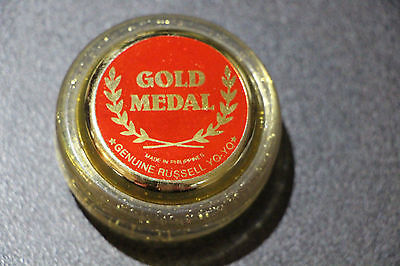 GOLD
MEDAL
MADE IN PHILIPPINES
★GENUINE RUSSELL YO-YO★